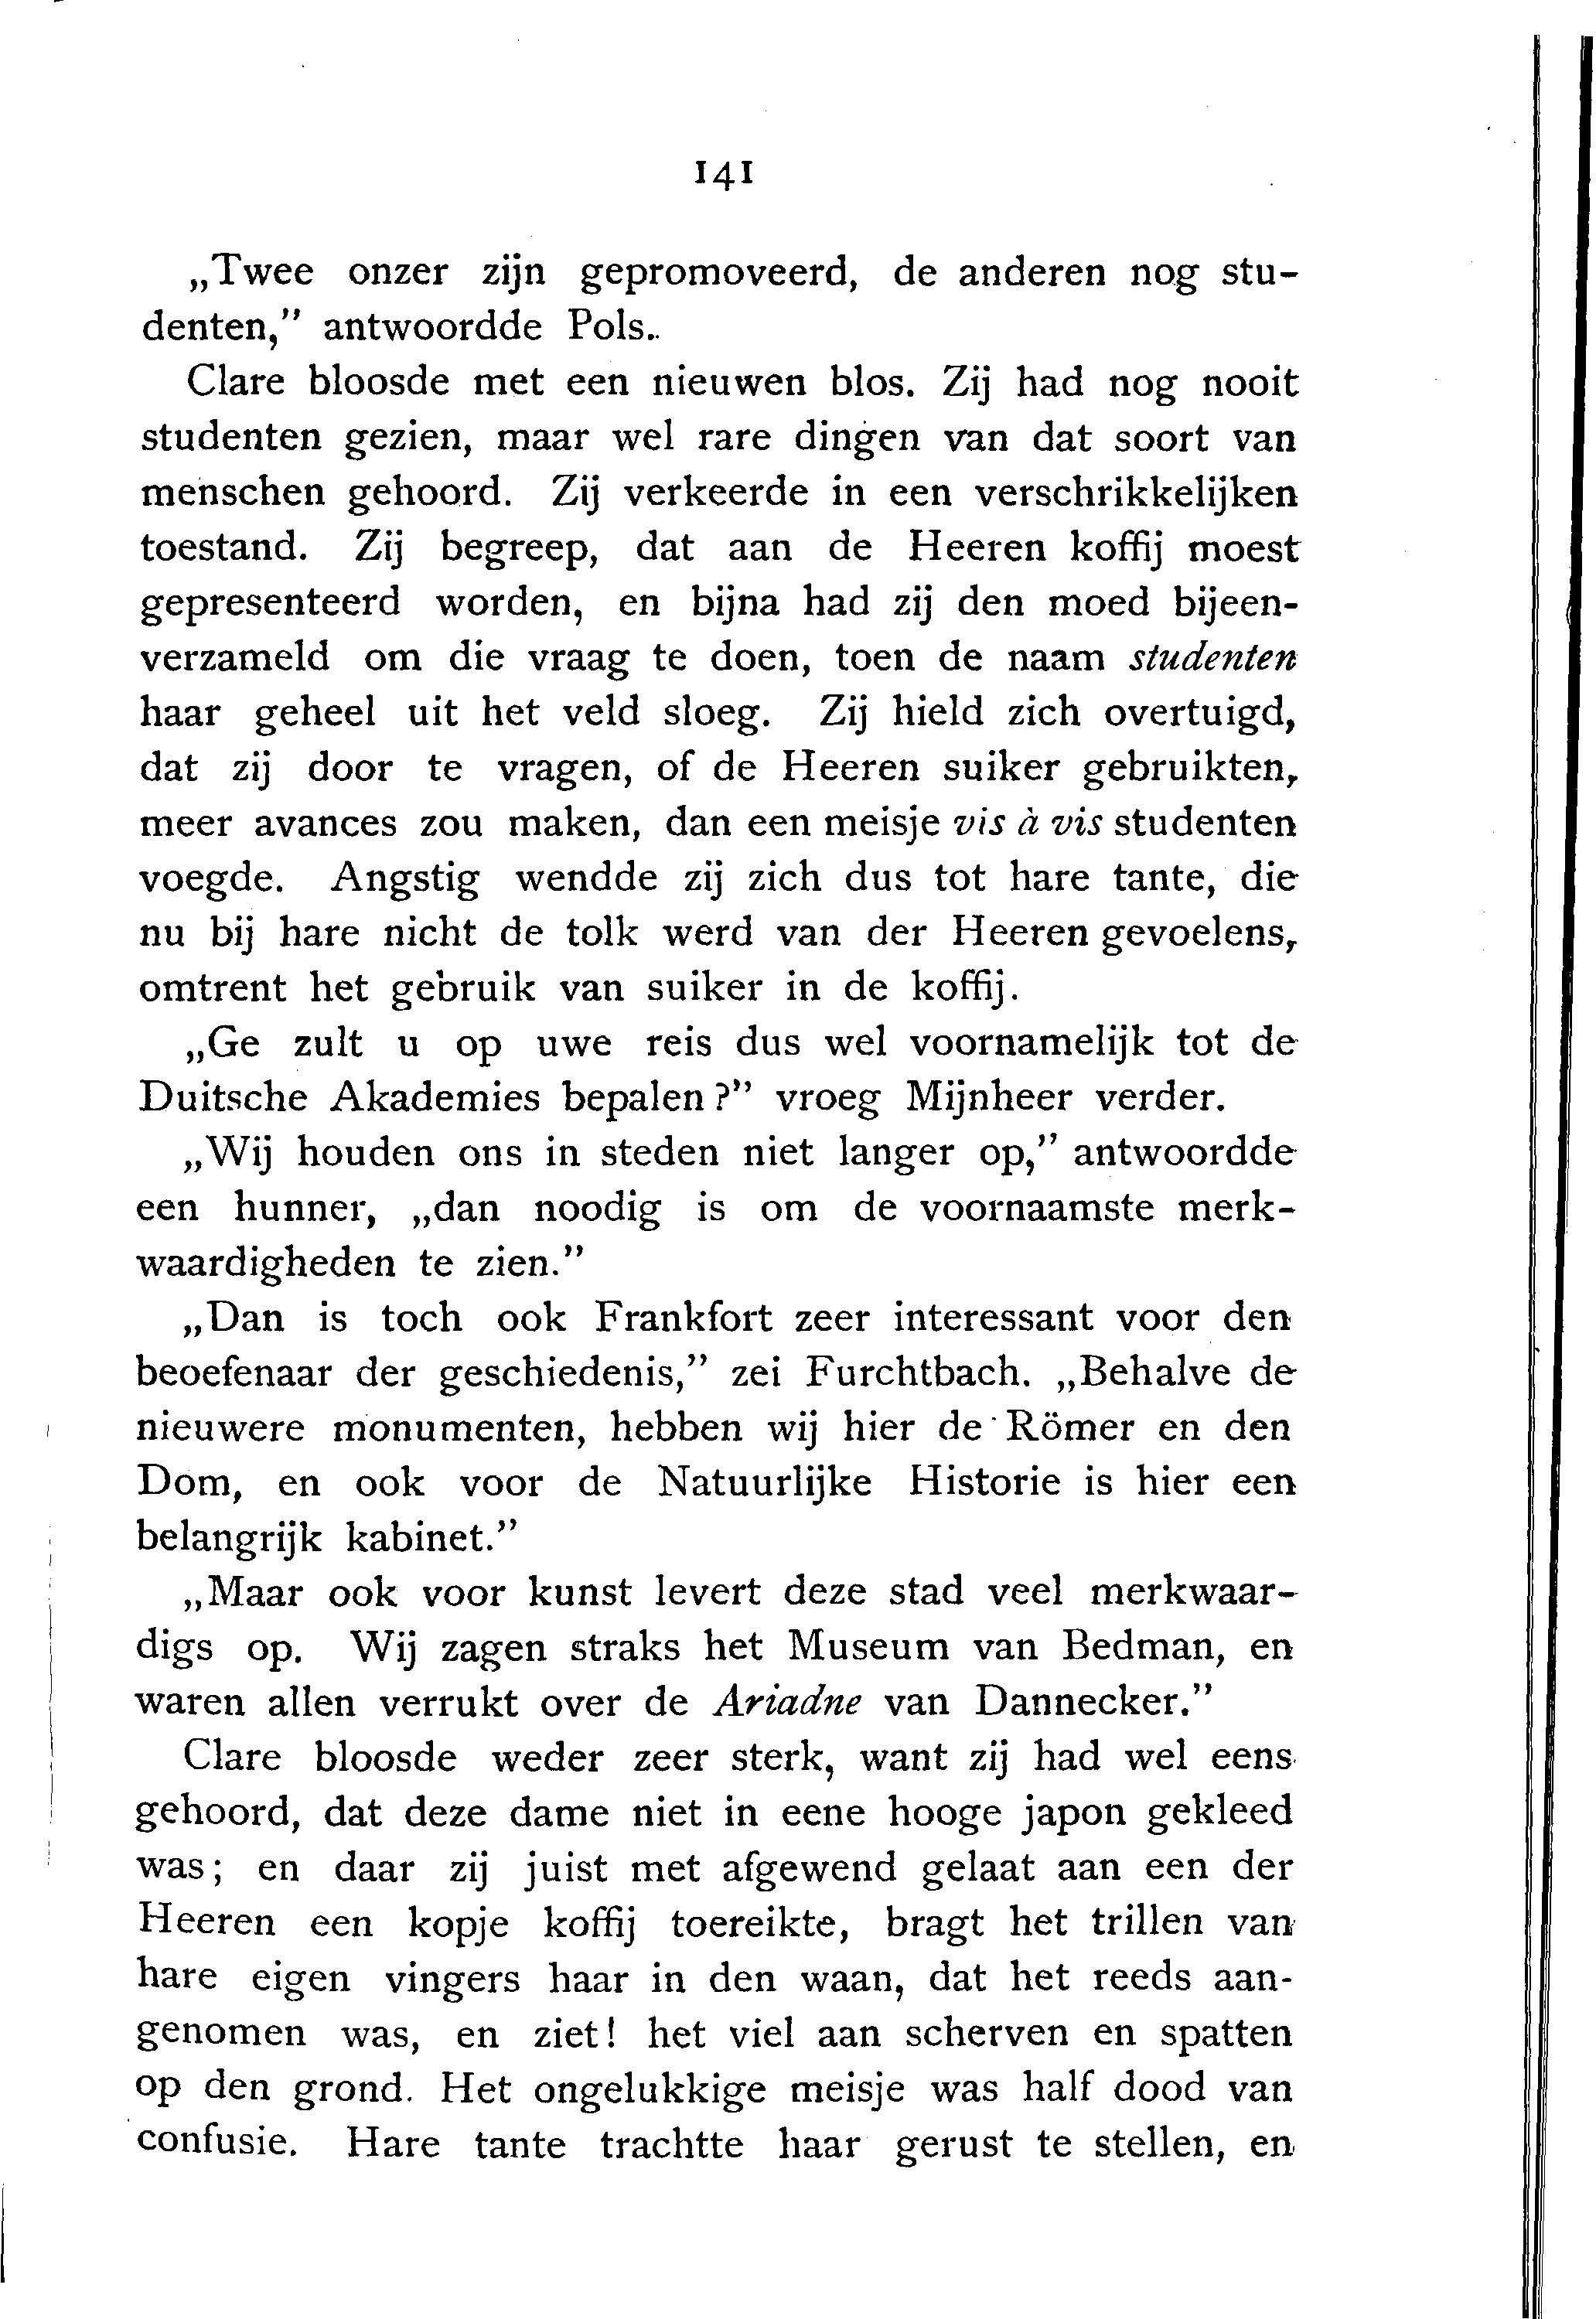 141
„Twee onzer zijn gepromoveerd, de anderen nog stu-
denten,” antwoordde Pols.
Clare bloosde met een nieuwen blos. Zij had nog nooit
studenten gezien, maar wel rare dingen van dat soort van
menschen gehoord. Zij verkeerde in een verschrikkelijken
toestand. Zij begreep, dat aan de Heeren koffij moest
gepresenteerd worden, en bijna had zij den moed bijeen-
verzameld om die vraag te doen, toen de naam studenten
haar geheel uit het veld sloeg. Zij hield zich overtuigd,
dat zij door te vragen, of de Heeren suiker gebruikten,
meer avances zou maken, dan een meisje vis à vis studenten
voegde. Angstig wendde zij zich dus tot hare tante, die
nu bij hare nicht de tolk werd van der Heeren gevoelens,
omtrent het gebruik van suiker in de koffij.
„Ge zult u op uwe reis dus wel voornamelijk tot de
Duitsche Akademies bepalen?” vroeg Mijnheer verder.
„Wij houden ons in steden niet langer op,” antwoordde
een hunner, „dan noodig is om de voornaamste merk-
waardigheden te zien.”
„Dan is toch ook Frankfort zeer interessant voor den
beoefenaar der geschiedenis,” zei Furchtbach. „Behalve de
nieuwere monumenten, hebben wij hier de Römer en den
Dom, en ook voor de Natuurlijke Historie is hier een
belangrijk kabinet.”
„Maar ook voor kunst levert deze stad veel merkwaar-
digs op. Wij zagen straks het Museum van Bedman, en
waren allen verrukt over de Ariadne van Dannecker.”
Clare bloosde weder zeer sterk, want zij had wel eens
gehoord, dat deze dame niet in eene hooge japon gekleed
was; en daar zij juist met afgewend gelaat aan een der
Heeren een kopje koffij toereikte, bragt het trillen van
hare eigen vingers haar in den waan, dat het reeds aan-
genomen was, en ziet! het viel aan scherven en spatten
op den grond. Het ongelukkige meisje was half dood van
confusie. Hare tante trachtte haar gerust te stellen, en